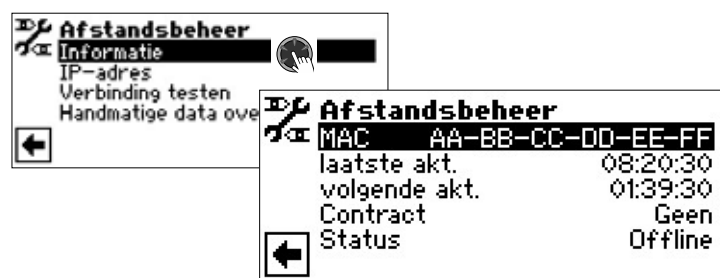 Afstandsbeheer
Informatie
IP-adres
Verbinding testen
Handmatige data ove
Afstandsbeheer
MAC AA-BB-CC-DD-EE-FF
laatste akt. 08:20:30
volgende akt. 01:39:30
Contract Geen
Status Offline